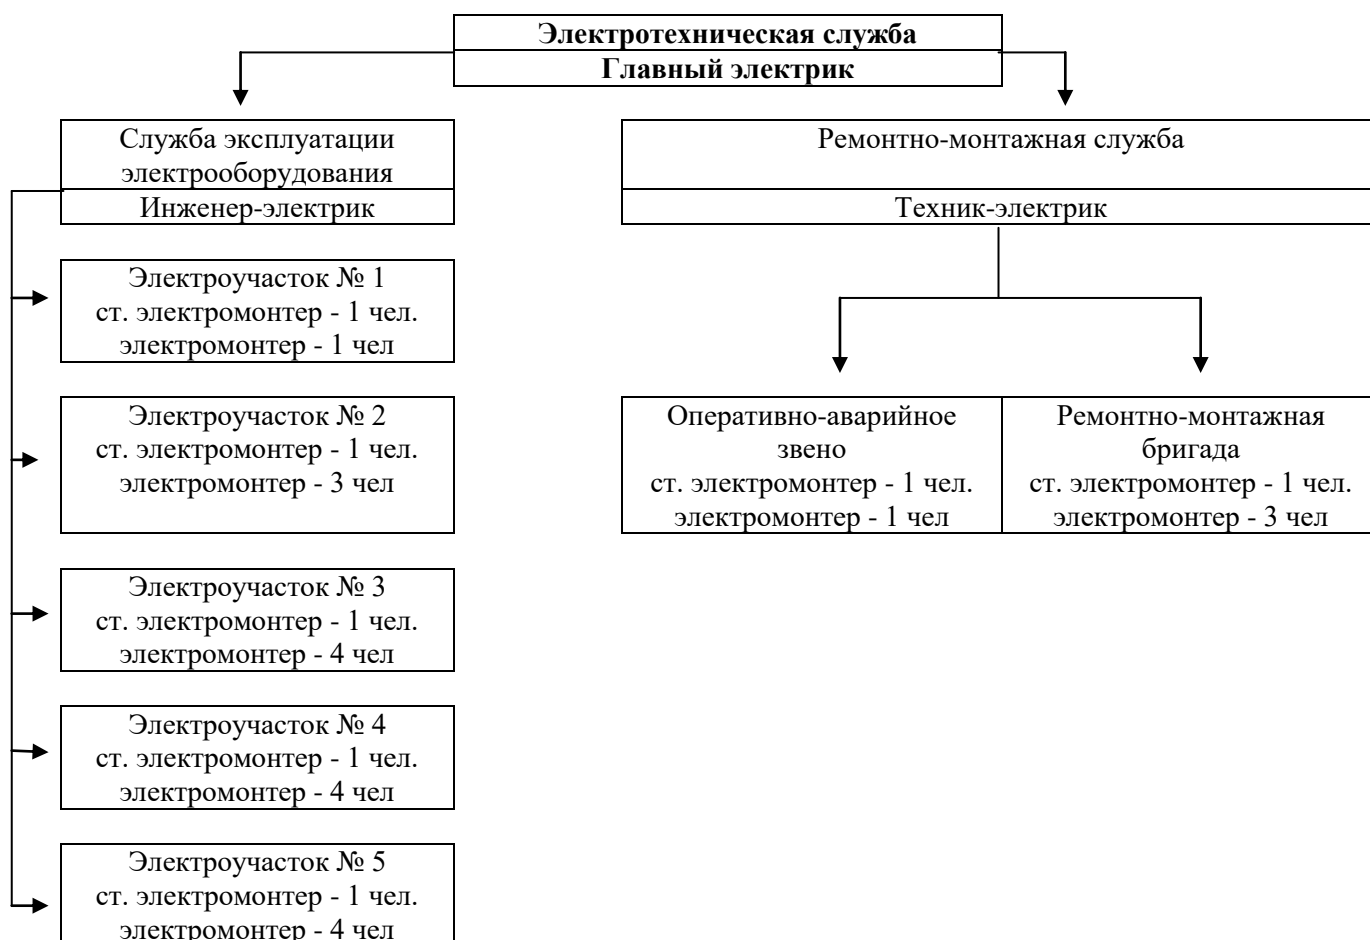 Электротехническая служба
Главный электрик
Служба эксплуатации
электрооборудования
Инженер-электрик
Ремонтно-монтажная служба
Техник-электрик
Электроучасток № 1
ст. электромонтер - 1 чел.
электромонтер - 1 чел
Электроучасток № 2
ст. электромонтер - 1 чел.
электромонтер - 3 чел
Оперативно-аварийное
звено
ст. электромонтер - 1 чел.
электромонтер - 1 чел
Ремонтно-монтажная
бригада
ст. электромонтер - 1 чел.
электромонтер - 3 чел
Электроучасток № 3
ст. электромонтер - 1 чел.
электромонтер - 4 чел
Электроучасток № 4
ст. электромонтер - 1 чел.
электромонтер - 4 чел
Электроучасток № 5
ст. электромонтер - 1 чел.
электромонтер - 4 чел